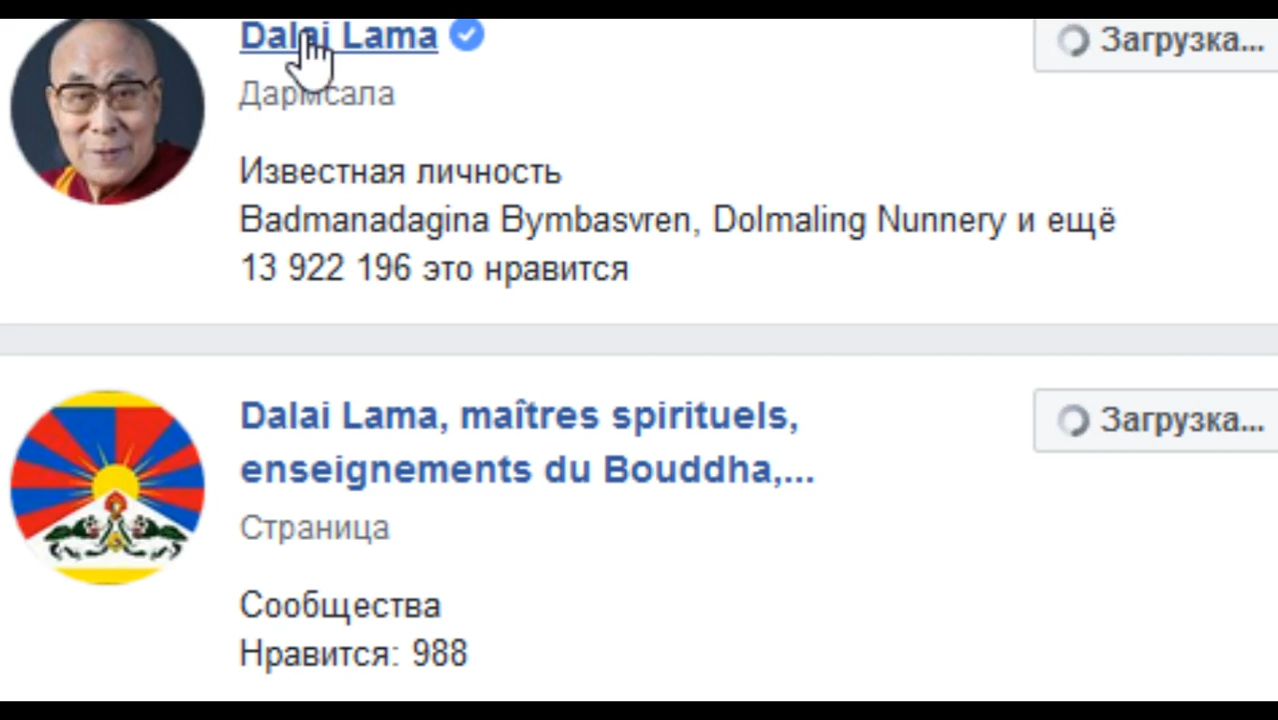 Dalai Lama
Загрузка...
Дармсала
Известная личность
Badmanadagina Bymbasvren, Dolmaling Nunnery и ещё
13 922 196 это нравится
Dalai Lama, maîtres spirituels,
enseignements du Bouddha,...
Загрузка...
Страница
Сообщества
Нравится: 988